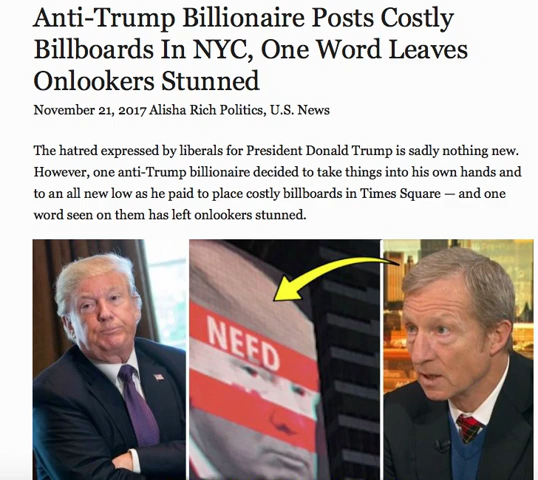 Anti-Trump Billionaire Posts Costly
Billboards In NYC, One Word Leaves
Onlookers Stunned
November 21, 2017 Alisha Rich Politics, U.S. News
The hatred expressed by liberals for President Donald Trump is sadly nothing new.
However, one anti-Trump billionaire decided to take things into his own hands and
to an all new low as he paid to place costly billboards in Times Square — and one
word seen on them has left onlookers stunned.
NEED